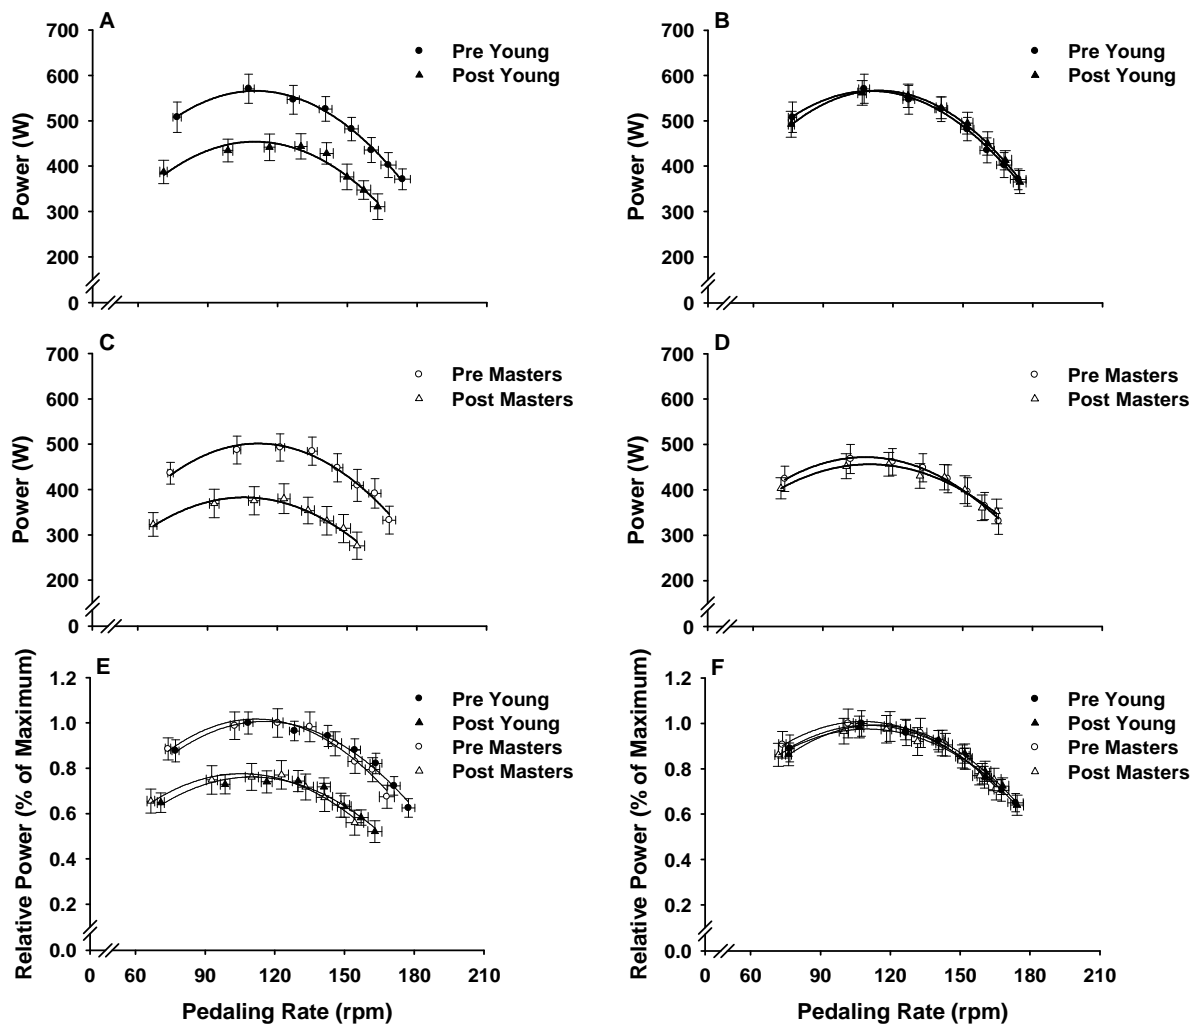 A
700
600
500
400
300
200
0
Power (W)
Pre Young
Post Young
B
700
600
500
400
300
200
0
Power (W)
Pre Young
Post Young
C
700
600
500
400
300
200
0
Power (W)
Pre Masters
Post Masters
D
700
600
500
400
300
200
0
Power (W)
Pre Masters
Post Masters
E
1.2
1.0
0.8
0.6
0.4
0.2
0.0
Relative Power (% of Maximum)
Pre Young
Post Young
Pre Masters
Post Masters
0 60 90 120 150 180 210
Pedaling Rate (rpm)
F
1.2
1.0
0.8
0.6
0.4
0.2
0.0
Relative Power (% of Maximum)
Pre Young
Post Young
Pre Masters
Post Masters
0 60 90 120 150 180 210
Pedaling Rate (rpm)